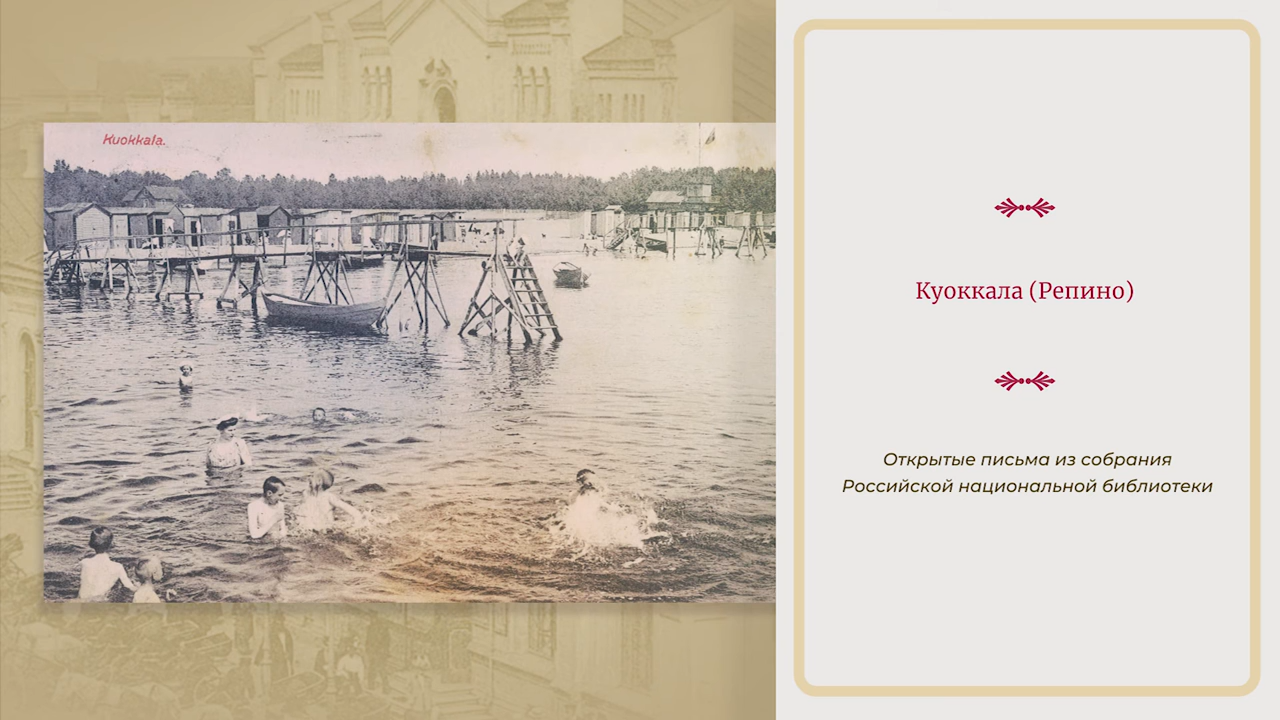 Kuokkala.
Куоккала (Репино)
Открытые письма из собрания
Российской национальной библиотеки